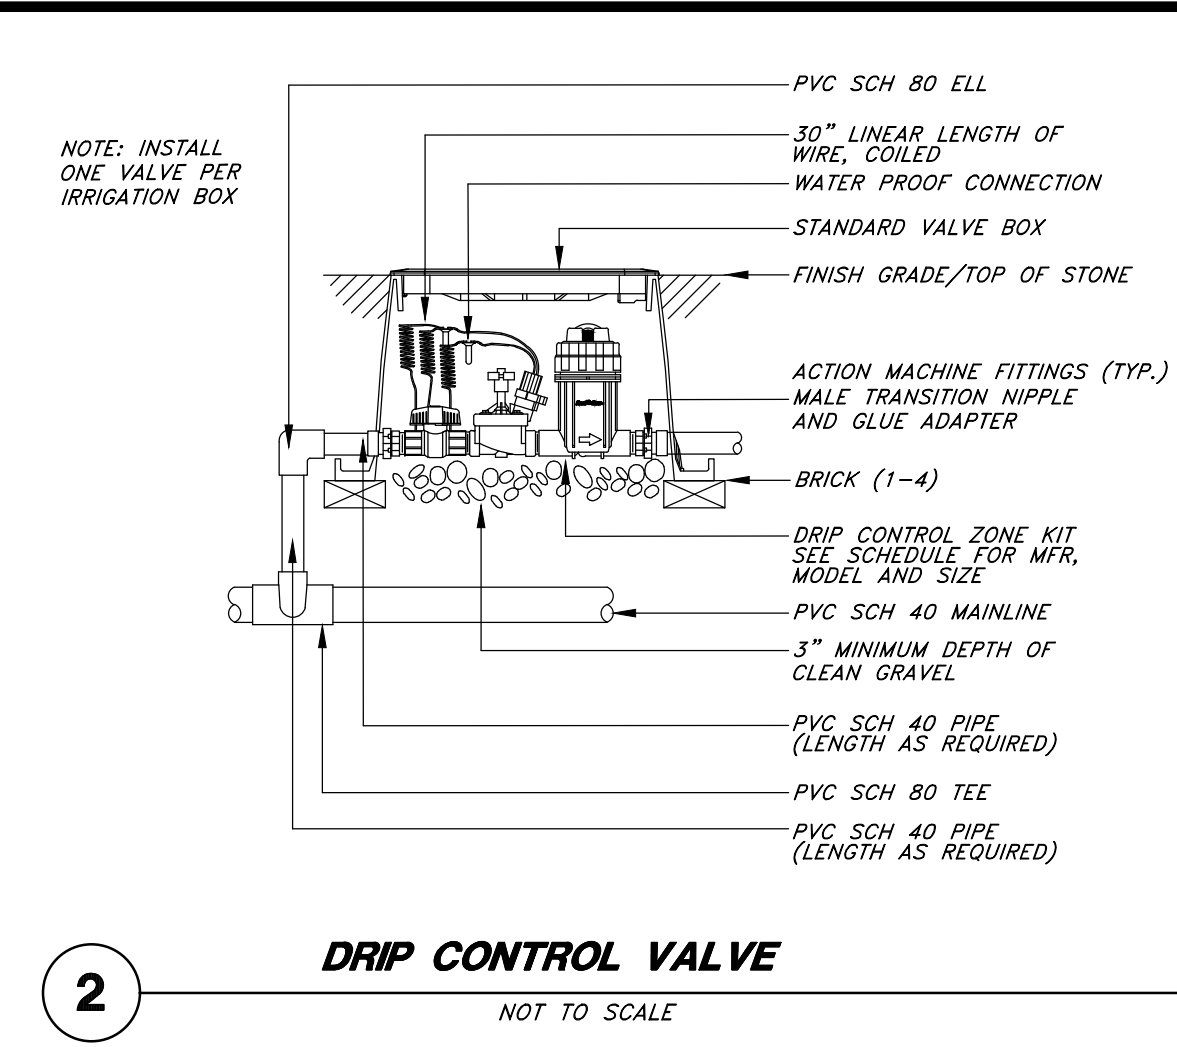 PVC SCH 80 ELL
NOTE: INSTALL
ONE VALVE PER
IRRIGATION BOX
30" LINEAR LENGTH OF
WIRE, COILED
WATER PROOF CONNECTION
STANDARD VALVE BOX
FINISH GRADE/TOP OF STONE
ACTION MACHINE FITTINGS (TYP.)
MALE TRANSITION NIPPLE
AND GLUE ADAPTER
BRICK (1-4)
DRIP CONTROL ZONE KIT
SEE SCHEDULE FOR MFR,
MODEL AND SIZE
PVC SCH 40 MAINLINE
3" MINIMUM DEPTH OF
CLEAN GRAVEL
PVC SCH 40 PIPE
(LENGTH AS REQUIRED)
PVC SCH 80 TEE
PVC SCH 40 PIPE
(LENGTH AS REQUIRED)
2
DRIP CONTROL VALVE
NOT TO SCALE